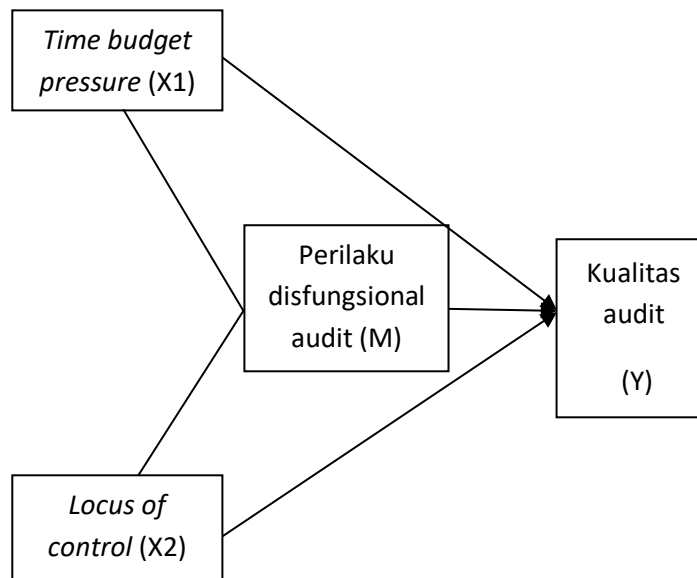 Time budget
pressure (X1)
Perilaku
disfungsional
audit (M)
Kualitas
audit
(Y)
Locus of
control (X2)